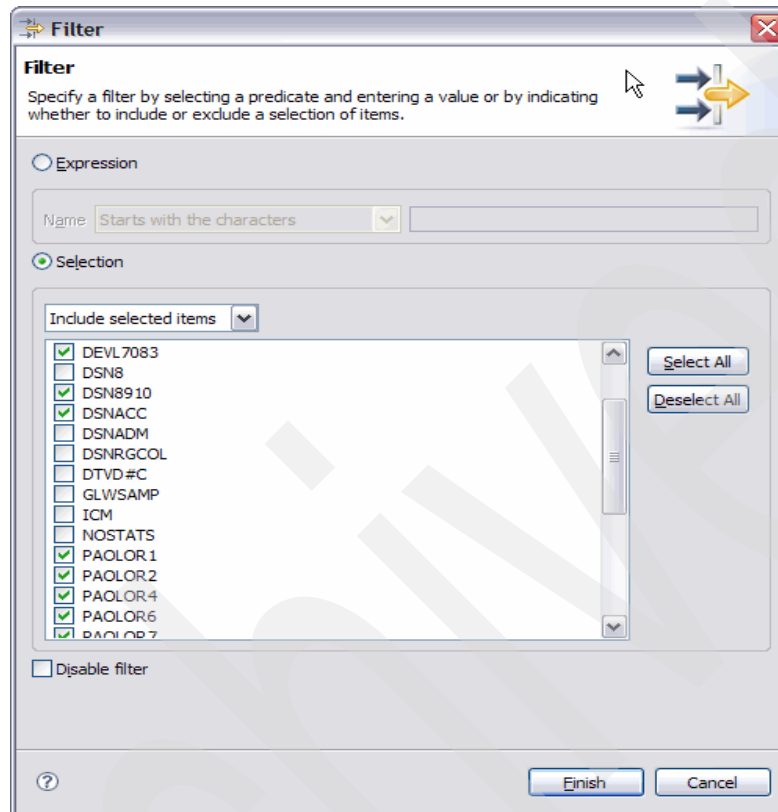 Filter
Filter
Specify a filter by selecting a predicate and entering a value or by indicating
whether to include or exclude a selection of items.
Expression
Name Starts with the characters
Selection
Include selected items
DEVL7083
DSN8
DSN8910
DSNACC
DSNADM
DSNRGCOL
DTVD#C
GLWSAMP
ICM
NOSTATS
PAOLOR1
PAOLOR2
PAOLOR4
PAOLOR6
PAOLOR7
Select All
Deselect All
Disable filter
Finish Cancel